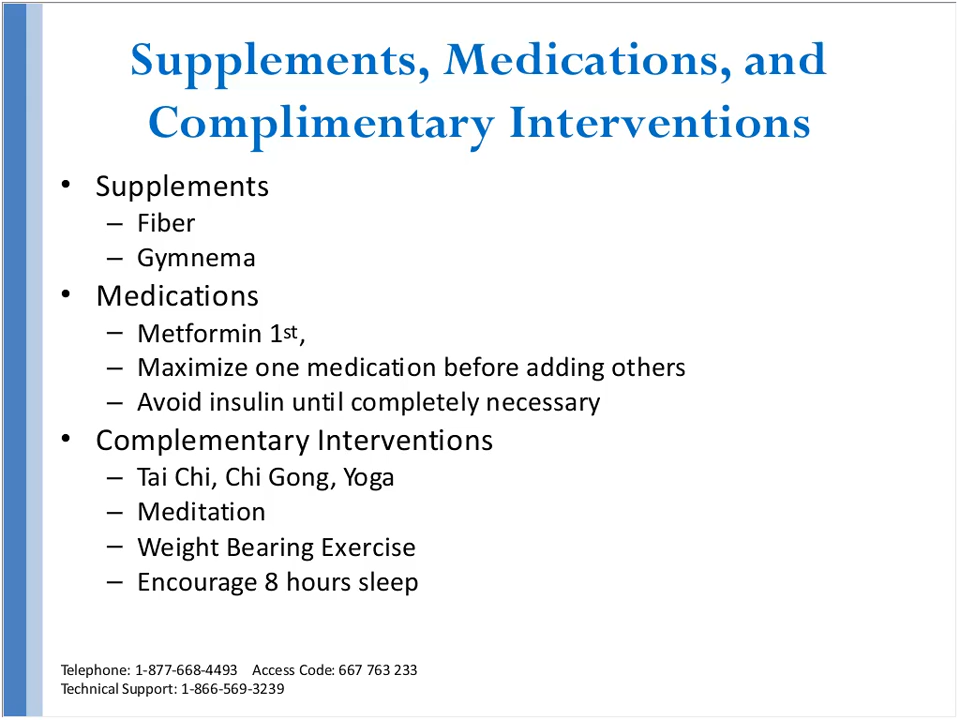 Supplements, Medications, and
Complimentary Interventions
• Supplements
– Fiber
– Gymnema
• Medications
– Metformin 1st,
– Maximize one medication before adding others
– Avoid insulin until completely necessary
• Complementary Interventions
– Tai Chi, Chi Gong, Yoga
– Meditation
– Weight Bearing Exercise
– Encourage 8 hours sleep
Telephone: 1-877-668-4493 Access Code: 667 763 233
Technical Support: 1-866-569-3239